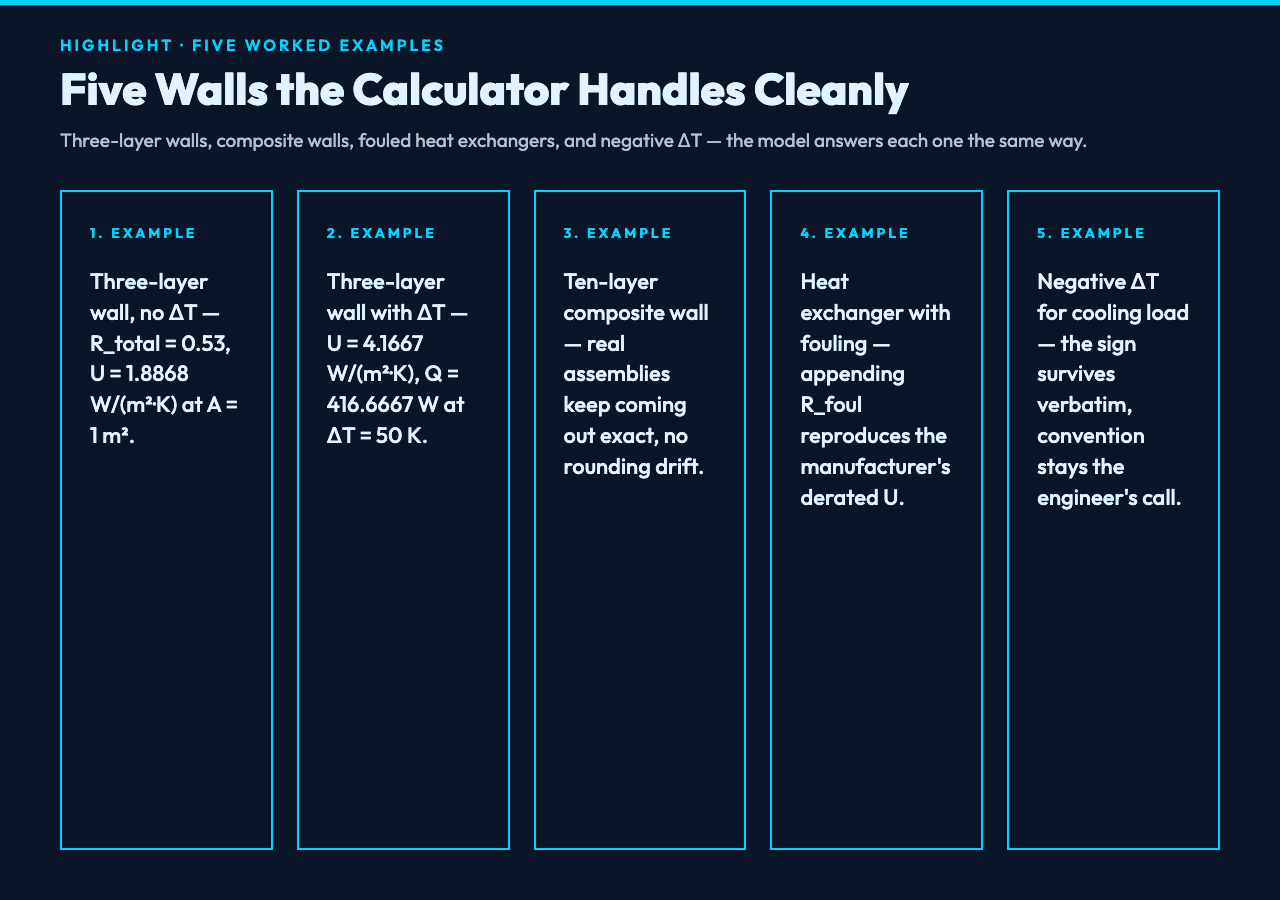 HIGHLIGHT · FIVE WORKED EXAMPLES
Five Walls the Calculator Handles Cleanly
Three-layer walls, composite walls, fouled heat exchangers, and negative ΔT — the model answers each one the same way.
1. EXAMPLE
Three-layer
wall, no ΔT —
R_total = 0.53,
U = 1.8868
W/(m²·K) at A =
1 m².
2. EXAMPLE
Three-layer
wall with ΔT —
U = 4.1667
W/(m²·K), Q =
416.6667 W at
ΔT = 50 K.
3. EXAMPLE
Ten-layer
composite wall
— real
assemblies
keep coming
out exact, no
rounding drift.
4. EXAMPLE
Heat
exchanger with
fouling —
appending
R_foul
reproduces the
manufacturer's
derated U.
5. EXAMPLE
Negative ΔT
for cooling load
— the sign
survives
verbatim,
convention
stays the
engineer's call.